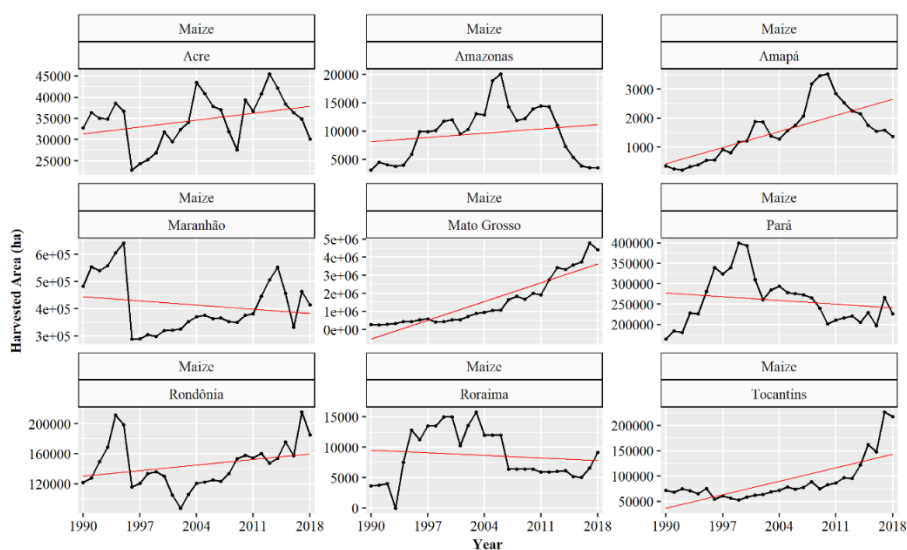 Maize Maize Maize
Acre Amazonas Amapá
45000
40000
35000
30000
25000
20000
15000
10000
5000
3000
2000
1000
Maize Maize Maize
Maranhão Mato Grosso Pará
6e+05
5e+05
4e+05
3e+05
5e+06
4e+06
3e+06
2e+06
1e+06
0e+00
400000
350000
300000
250000
200000
Maize Maize Maize
Rondônia Roraima Tocantins
200000
160000
120000
15000
10000
5000
0
200000
150000
100000
50000
1990 1997 2004 2011 2018 1990 1997 2004 2011 2018 1990 1997 2004 2011 2018
Harvested Area (ha)
Year